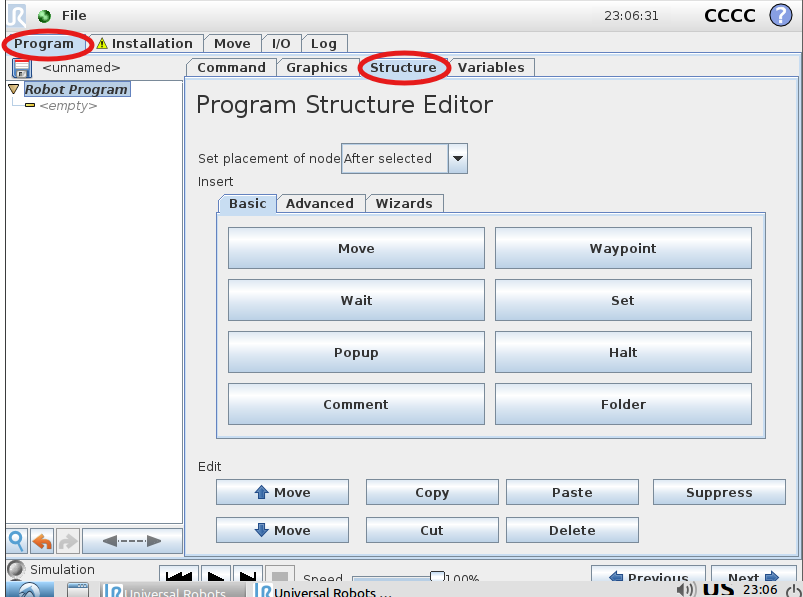 File 23:06:31 CCCC ?
Program Installation Move I/O Log
<unnamed> Command Graphics Structure Variables
Robot Program
<empty>
Program Structure Editor
Set placement of node After selected
Insert
Basic Advanced Wizards
Move Waypoint
Wait Set
Popup Halt
Comment Folder
Edit
Move Copy Paste Suppress
Move Cut Delete
Simulation
Speed 100% Previous Next
Universal Robots Universal Robots ... US 23:06